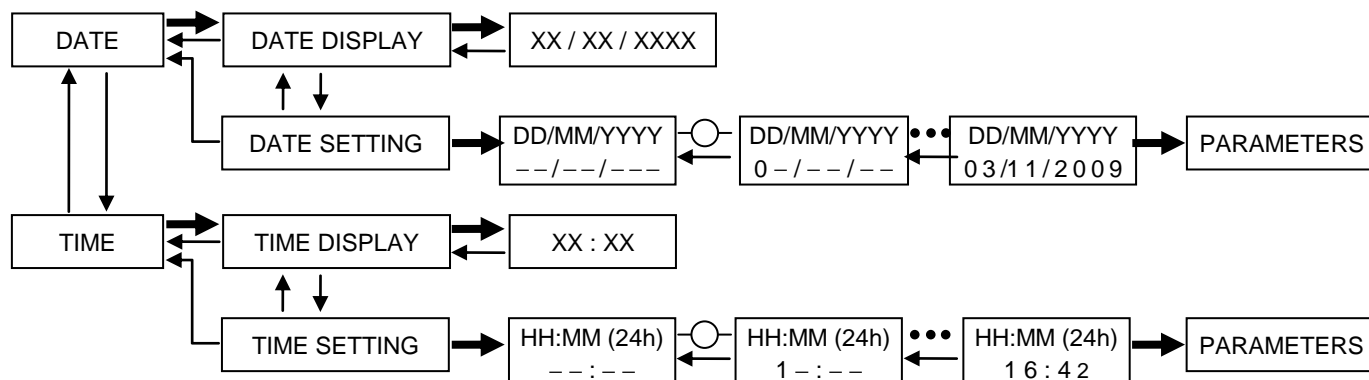 DATE
DATE DISPLAY
XX / XX / XXXX
DATE SETTING
DD/MM/YYYY
– –/– –/– – –
DD/MM/YYYY
0 –/– –/– –
DD/MM/YYYY
03/11/2009
PARAMETERS
TIME
TIME DISPLAY
XX : XX
TIME SETTING
HH:MM (24h)
– – : – –
HH:MM (24h)
1 – : – –
HH:MM (24h)
16:42
PARAMETERS